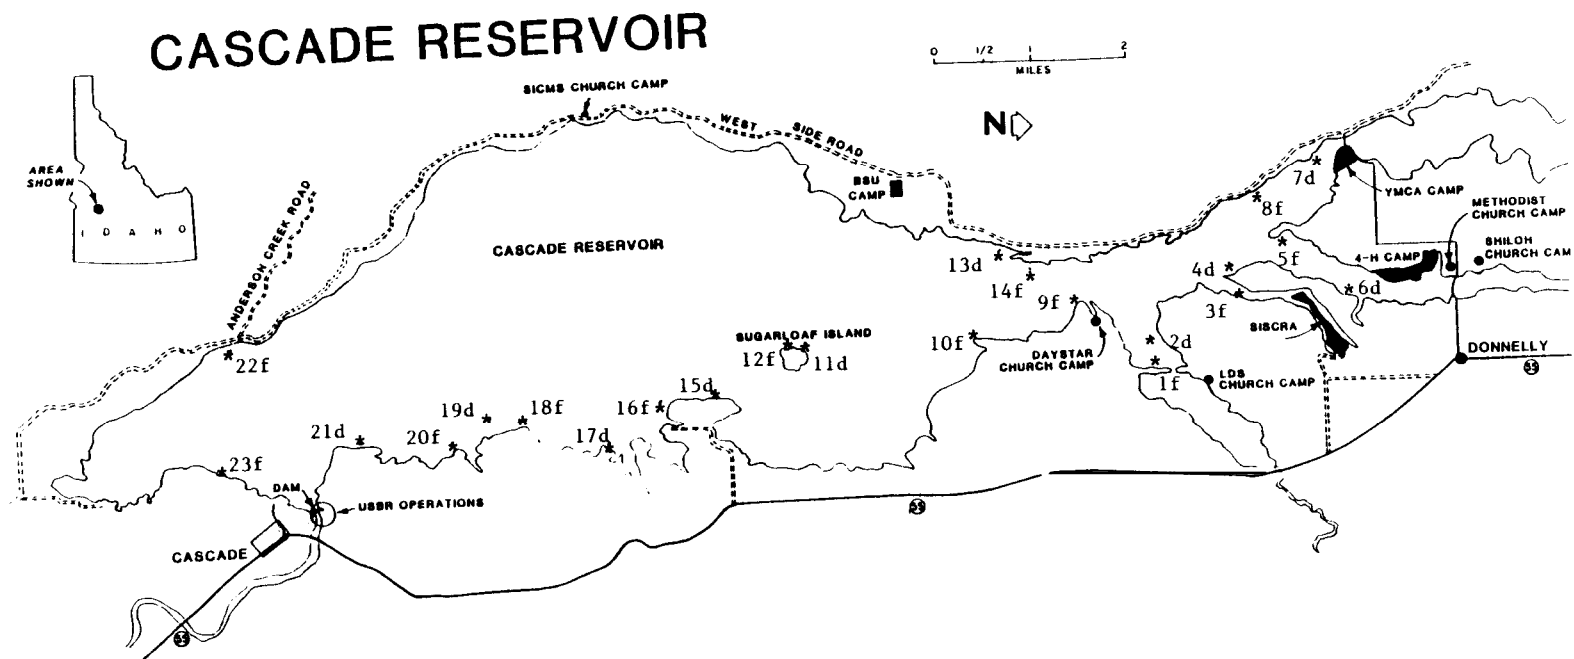 CASCADE RESERVOIR
0 1/2 1 2
MILES
SICMS CHURCH CAMP
N
WEST SIDE ROAD
AREA
SHOWN
IDAHO
BSU
CAMP
7d
YMCA CAMP
8f
METHODIST
CHURCH CAMP
ANDERSON CREEK ROAD
CASCADE RESERVOIR
SHILOH
CHURCH CAM
13d
14f
4d
5f
4-H CAMP
6d
9f
3f
SISCRA
SUGARLOAF ISLAND
12f
11d
10f
DAYSTAR
CHURCH CAMP
2d
DONNELLY
55
22f
1f
LDS
CHURCH CAMP
15d
16f
19d
18f
21d
20f
17d
23f
DAM
USBR OPERATIONS
55
CASCADE
55